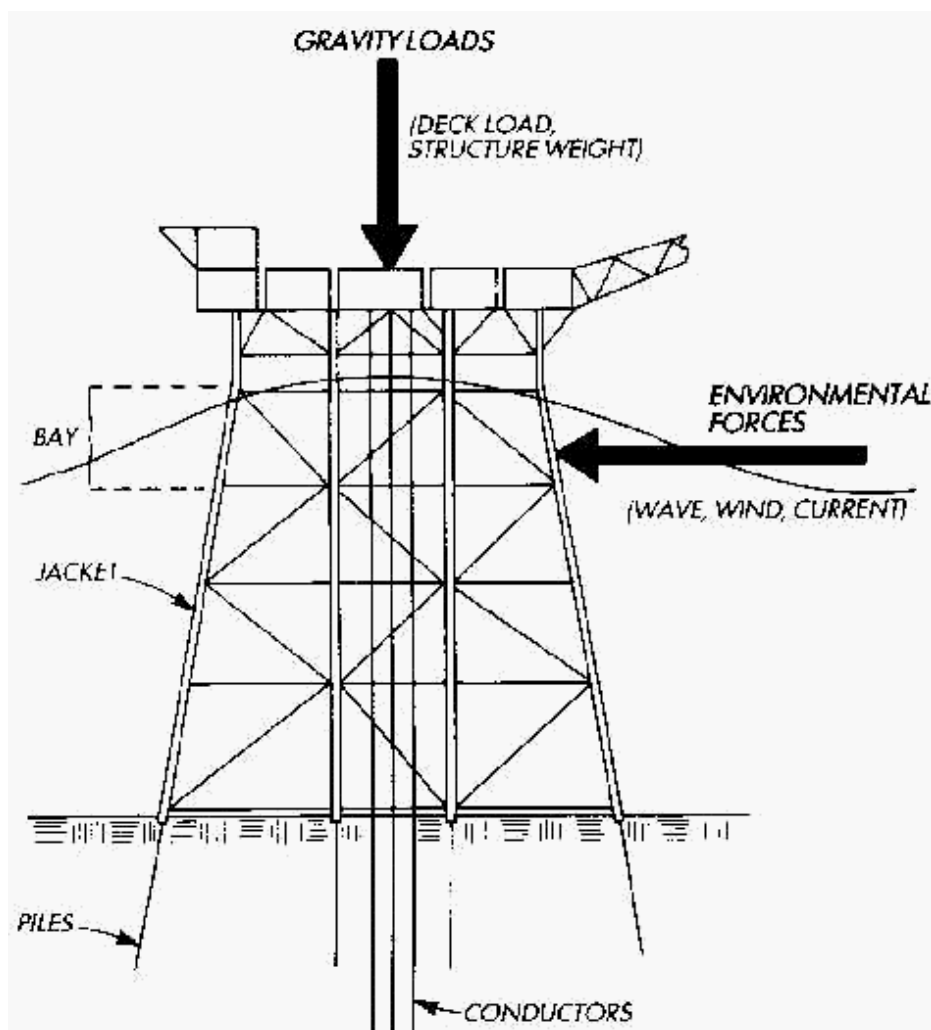 GRAVITY LOADS
(DECK LOAD,
STRUCTURE WEIGHT)
ENVIRONMENTAL
FORCES
BAY
(WAVE, WIND, CURRENT)
JACKET
PILES
CONDUCTORS